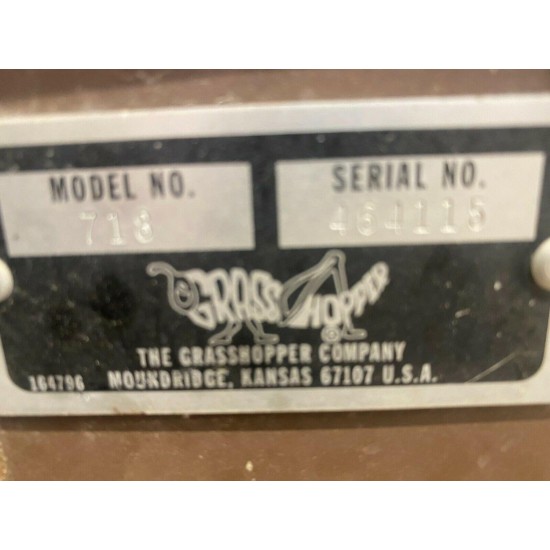 MODEL NO.
718
SERIAL NO.
464115
GRASSHOPPER
THE GRASSHOPPER COMPANY
164796 MOUNDRIDGE, KANSAS 67107 U.S.A.